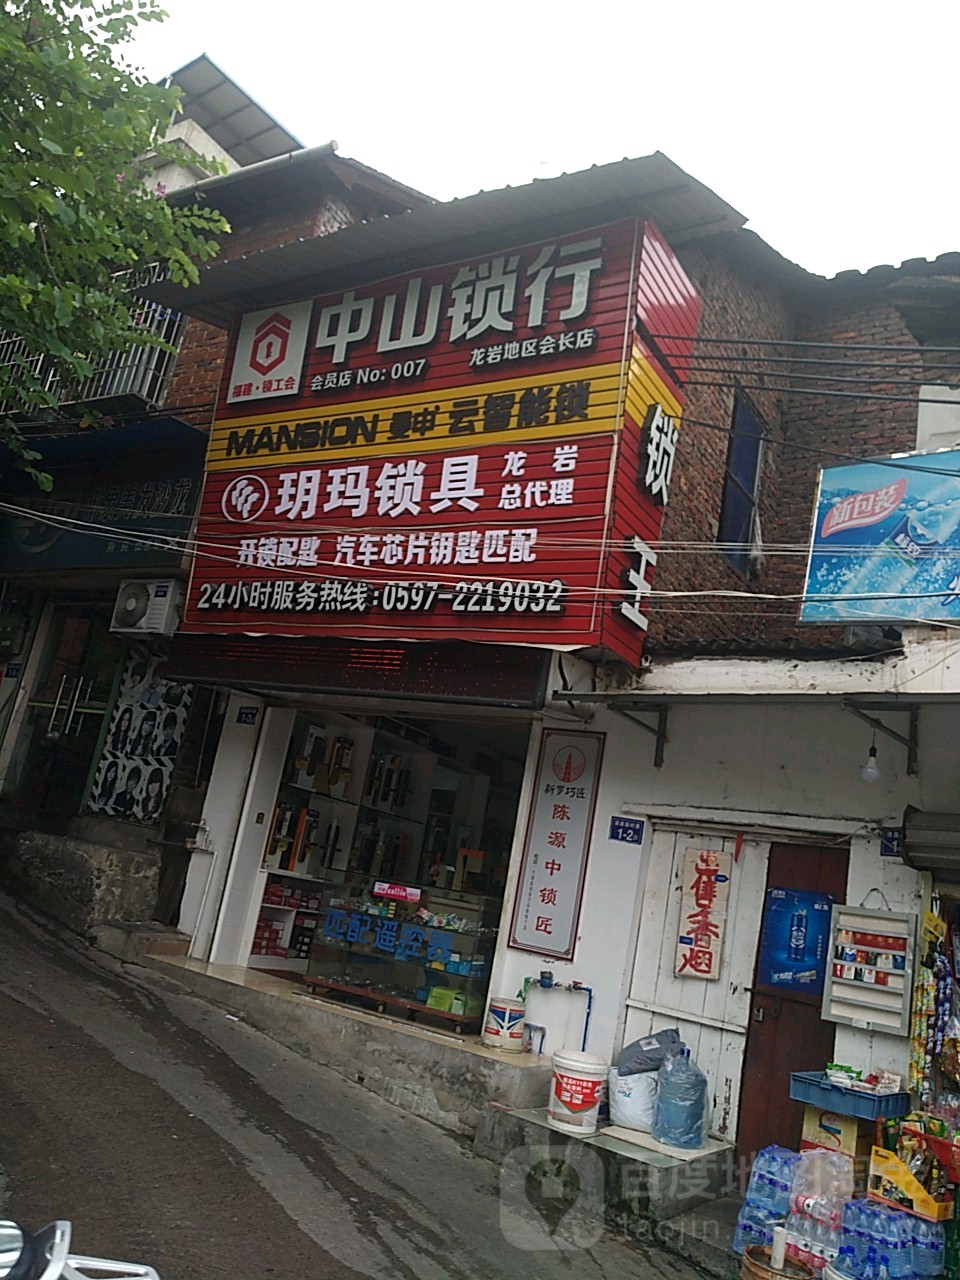 中山锁行
福建·锁工会
会员店 No: 007
龙岩地区会长店
MANSION 曼申 云智能锁
玥玛锁具
龙岩
总代理
开锁配匙 汽车芯片钥匙匹配
24小时服务热线:0597-2219032
锁王
新包装
新罗巧匠
陈源中锁匠
1-2
佳香烟
匹配遥控器
百度地图淘金
taojin.